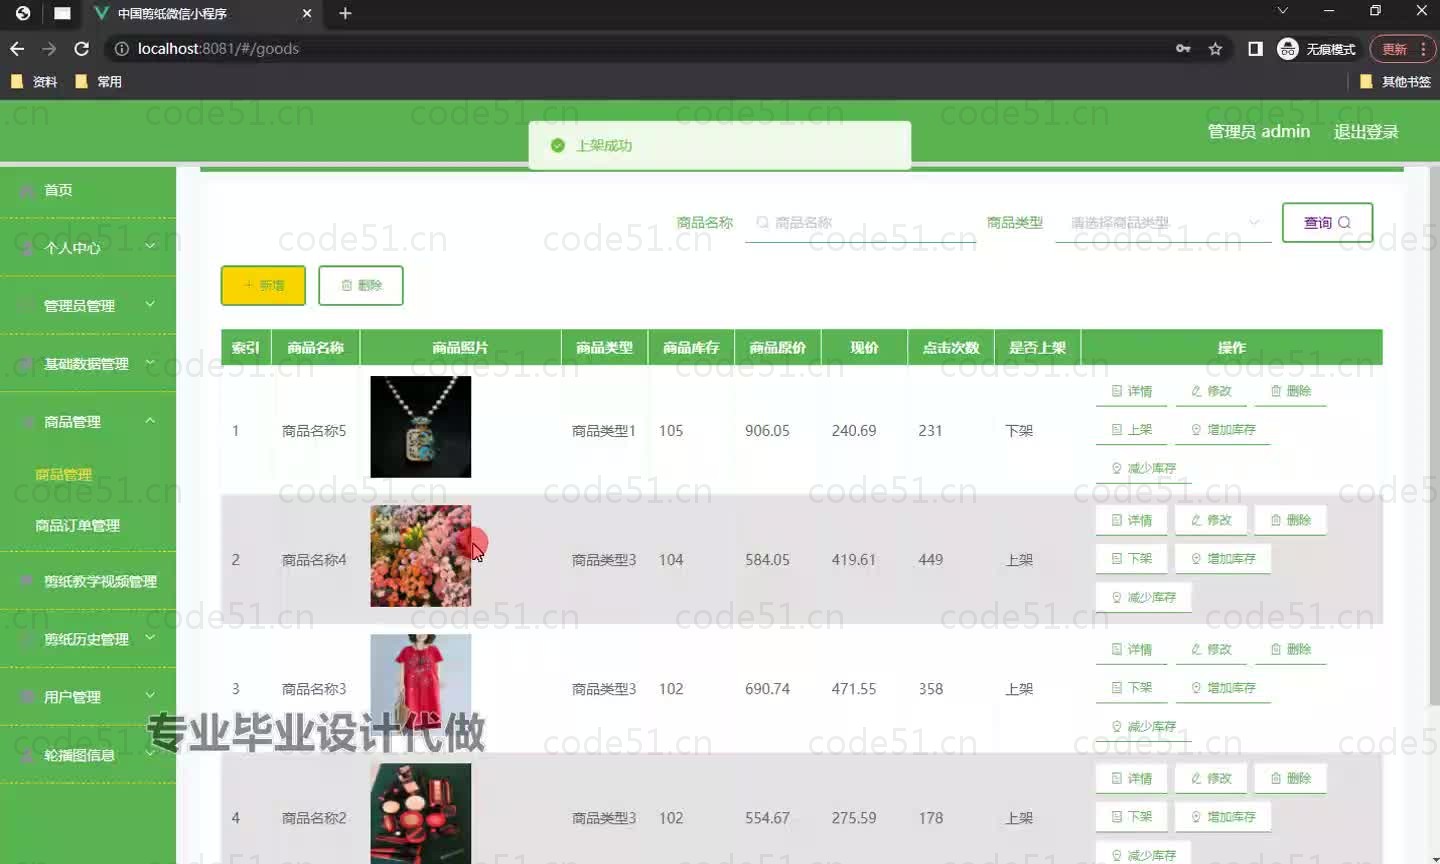 中国剪纸微信小程序
localhost:8081/#/goods
无痕模式
更新
资料
常用
其他书签
上架成功
管理员 admin
退出登录
首页
个人中心
管理员管理
基础数据管理
商品管理
商品管理
商品订单管理
剪纸教学视频管理
剪纸历史管理
用户管理
轮播图信息
商品名称
商品名称
商品类型
请选择商品类型
查询
新增
删除
索引 商品名称 商品照片 商品类型 商品库存 商品原价 现价 点击次数 是否上架 操作
1 商品名称5 商品类型1 105 906.05 240.69 231 下架
详情 修改 删除
上架 增加库存
减少库存
2 商品名称4 商品类型3 104 584.05 419.61 449 上架
详情 修改 删除
下架 增加库存
减少库存
3 商品名称3 商品类型3 102 690.74 471.55 358 上架
详情 修改 删除
下架 增加库存
减少库存
4 商品名称2 商品类型3 102 554.67 275.59 178 上架
详情 修改 删除
下架 增加库存
减少库存
专业毕业设计代做
code51.cn